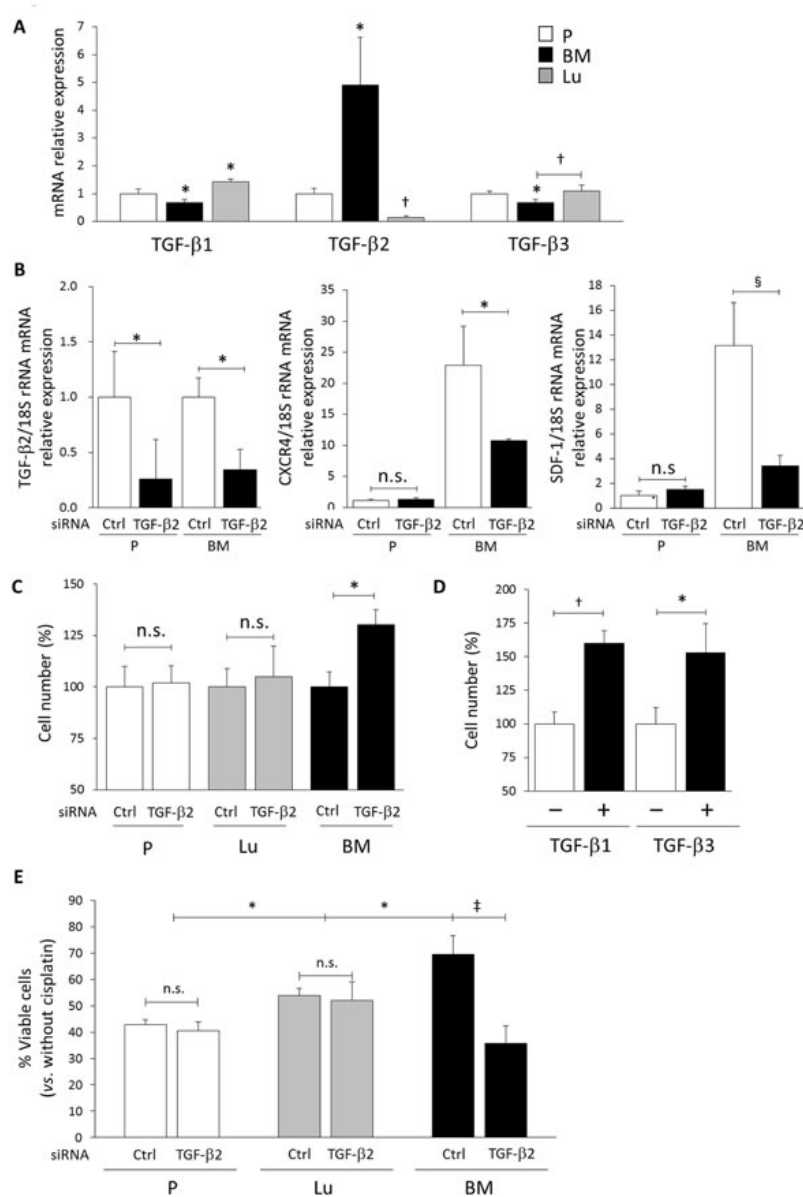 A
mRNA relative expression
7
6
5
4
3
2
1
0
*
*
*
†
*
†
P
BM
Lu
TGF-β1 TGF-β2 TGF-β3
B
TGF-β2/18S rRNA mRNA
relative expression
2.0
1.5
1.0
0.5
0.0
*
*
siRNA Ctrl TGF-β2 Ctrl TGF-β2
P BM
CXCR4/18S rRNA mRNA
relative expression
35
30
25
20
15
10
5
0
n.s.
*
siRNA Ctrl TGF-β2 Ctrl TGF-β2
P BM
SDF-1/18S rRNA mRNA
relative expression
18
16
14
12
10
8
6
4
2
0
n.s
§
siRNA Ctrl TGF-β2 Ctrl TGF-β2
P BM
C
Cell number (%)
150
125
100
75
50
n.s.
n.s.
*
siRNA Ctrl TGF-β2 Ctrl TGF-β2 Ctrl TGF-β2
P Lu BM
D
Cell number (%)
200
175
150
125
100
75
50
†
*
− + − +
TGF-β1 TGF-β3
E
% Viable cells
(vs. without cisplatin)
90
80
70
60
50
40
30
20
10
0
* * ‡
n.s.
n.s.
siRNA Ctrl TGF-β2 Ctrl TGF-β2 Ctrl TGF-β2
P Lu BM